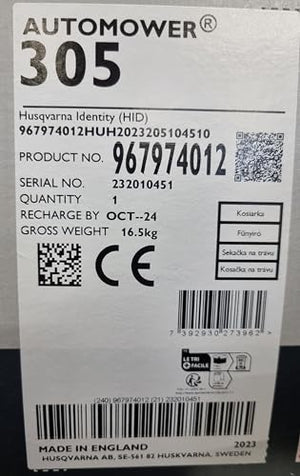 AUTOMOWER®
305
Husqvarna Identity (HID)
967974012HUH2023205104510
PRODUCT NO. 967974012
SERIAL NO. 232010451
QUANTITY 1
RECHARGE BY OCT--24
GROSS WEIGHT 16.5kg
Kosiarka
Fűnyíró
Sekačka na trávu
Kosačka na trávu
CE
7 392930 273962 >
LE TRI
+ FACILE
(240) 967974012 (21) 232010451
MADE IN ENGLAND 2023
HUSQVARNA AB, SE-561 82 HUSKVARNA, SWEDEN